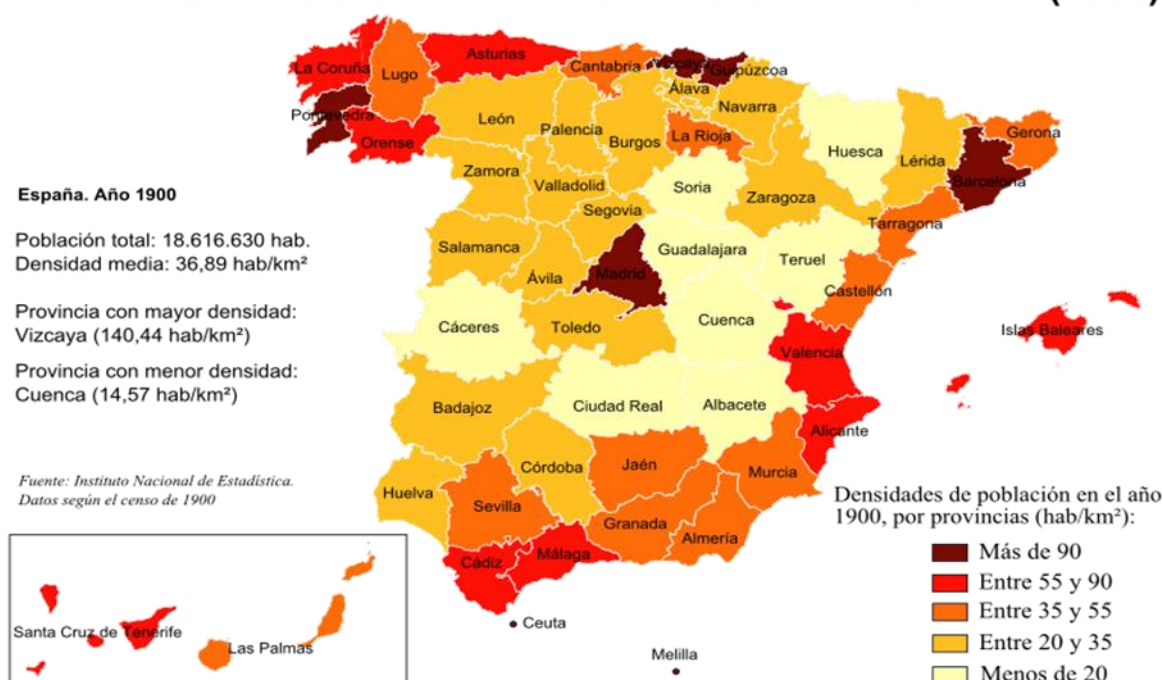 Asturias
La Coruña
Lugo
Cantabria
Vizcaya
Guipúzcoa
Álava
Navarra
Pontevedra
Orense
León
Palencia
Burgos
La Rioja
Huesca
Lérida
Gerona
Barcelona
Zamora
Valladolid
Soria
Zaragoza
Segovia
Tarragona
Salamanca
Guadalajara
Teruel
Ávila
Madrid
Castellón
Cáceres
Toledo
Cuenca
Islas Baleares
Valencia
Badajoz
Ciudad Real
Albacete
Alicante
Córdoba
Jaén
Murcia
Huelva
Sevilla
Granada
Almería
Cádiz
Málaga
Ceuta
Melilla
España. Año 1900
Población total: 18.616.630 hab.
Densidad media: 36,89 hab/km²
Provincia con mayor densidad:
Vizcaya (140,44 hab/km²)
Provincia con menor densidad:
Cuenca (14,57 hab/km²)
Fuente: Instituto Nacional de Estadística.
Datos según el censo de 1900
Santa Cruz de Tenerife
Las Palmas
Densidades de población en el año
1900, por provincias (hab/km²):
Más de 90
Entre 55 y 90
Entre 35 y 55
Entre 20 y 35
Menos de 20